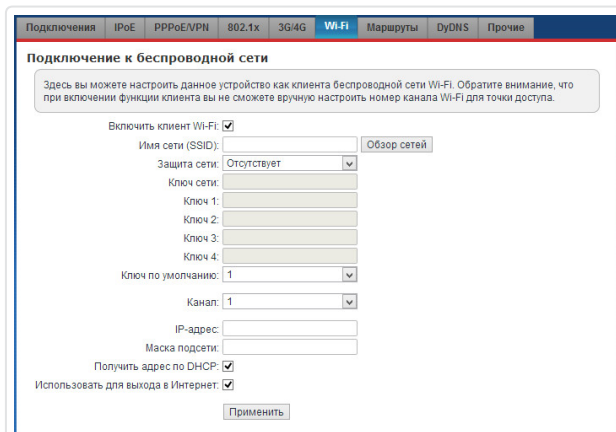 Подключения IPoE PPPoE/VPN 802.1x 3G/4G Wi-Fi Маршруты DyDNS Прочие
Подключение к беспроводной сети
Здесь вы можете настроить данное устройство как клиента беспроводной сети Wi-Fi. Обратите внимание, что
при включении функции клиента вы не сможете вручную настроить номер канала Wi-Fi для точки доступа.
Включить клиент Wi-Fi:
Имя сети (SSID): Обзор сетей
Защита сети: Отсутствует
Ключ сети:
Ключ 1:
Ключ 2:
Ключ 3:
Ключ 4:
Ключ по умолчанию: 1
Канал: 1
IP-адрес:
Маска подсети:
Получить адрес по DHCP:
Использовать для выхода в Интернет:
Применить